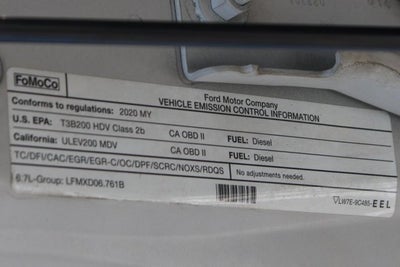 FoMoCo
Ford Motor Company
VEHICLE EMISSION CONTROL INFORMATION
Conforms to regulations: 2020 MY
U.S. EPA: T3B200 HDV Class 2b CA OBD II FUEL: Diesel
California: ULEV200 MDV CA OBD II FUEL: Diesel
TC/DFI/CAC/EGR/EGR-C/OC/DPF/SCRC/NOXS/RDQS No adjustments needed.
6.7L-Group: LFMXD06.761B
LW7E-9C485-EEL